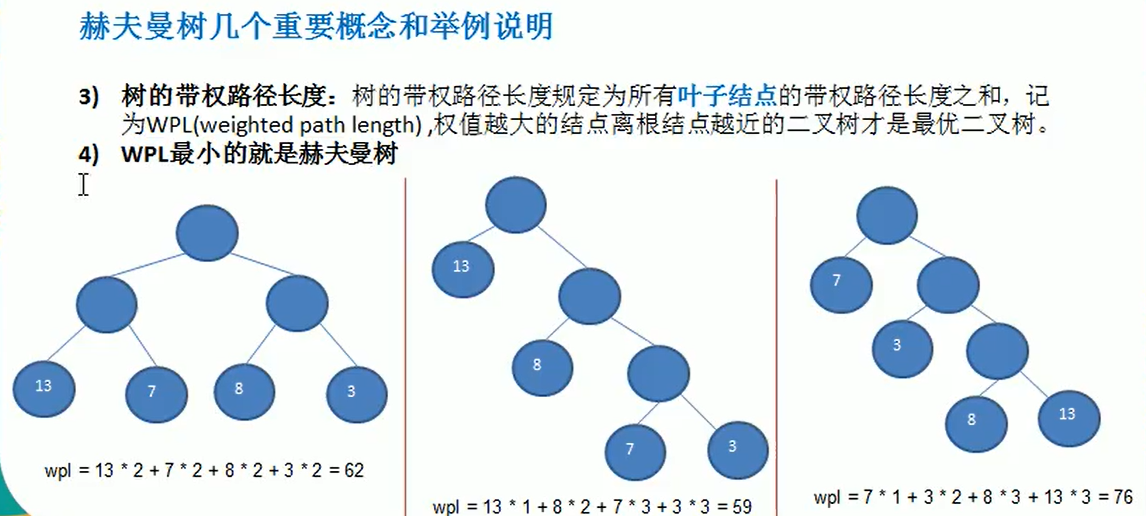 赫夫曼树几个重要概念和举例说明
3) 树的带权路径长度：树的带权路径长度规定为所有叶子结点的带权路径长度之和，记
为WPL(weighted path length) ,权值越大的结点离根结点越近的二叉树才是最优二叉树。
4) WPL最小的就是赫夫曼树
13
7
8
3
wpl = 13 * 2 + 7 * 2 + 8 * 2 + 3 * 2 = 62
13
8
7
3
wpl = 13 * 1 + 8 * 2 + 7 * 3 + 3 * 3 = 59
7
3
8
13
wpl = 7 * 1 + 3 * 2 + 8 * 3 + 13 * 3 = 76